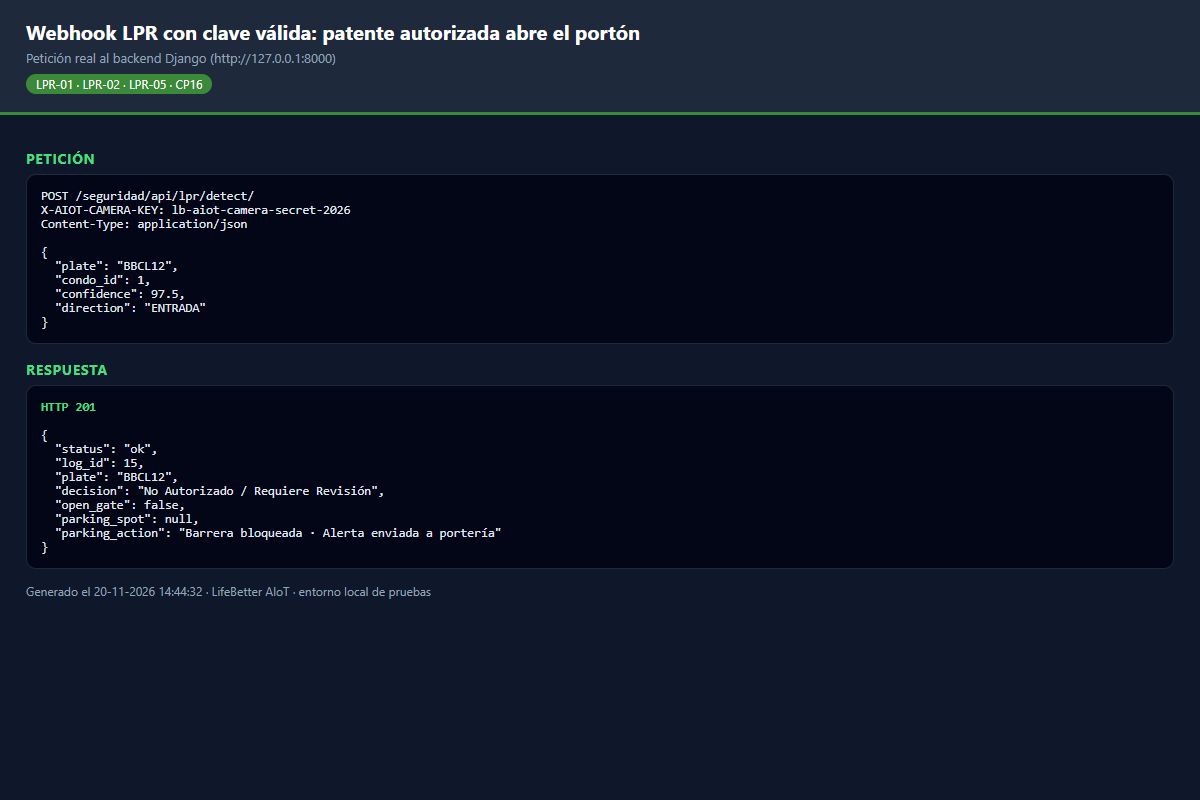 Webhook LPR con clave válida: patente autorizada abre el portón
Petición real al backend Django (http://127.0.0.1:8000)
LPR-01 · LPR-02 · LPR-05 · CP16
PETICIÓN
POST /seguridad/api/lpr/detect/
X-AIOT-CAMERA-KEY: lb-aiot-camera-secret-2026
Content-Type: application/json
{
  "plate": "BBCL12",
  "condo_id": 1,
  "confidence": 97.5,
  "direction": "ENTRADA"
}
RESPUESTA
HTTP 201
{
  "status": "ok",
  "log_id": 15,
  "plate": "BBCL12",
  "decision": "No Autorizado / Requiere Revisión",
  "open_gate": false,
  "parking_spot": null,
  "parking_action": "Barrera bloqueada · Alerta enviada a portería"
}
Generado el 20-11-2026 14:44:32 · LifeBetter AIoT · entorno local de pruebas